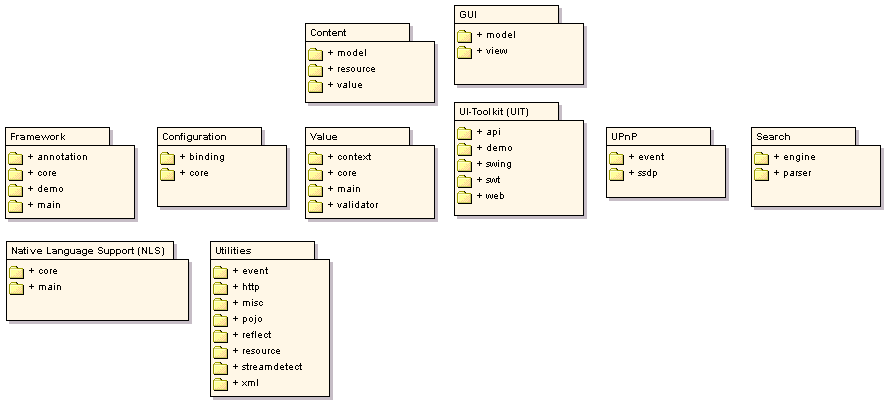 Content
+ model
+ resource
+ value
GUI
+ model
+ view
Framework
+ annotation
+ core
+ demo
+ main
Configuration
+ binding
+ core
Value
+ context
+ core
+ main
+ validator
UI-Toolkit (UIT)
+ api
+ demo
+ swing
+ swt
+ web
UPnP
+ event
+ ssdp
Search
+ engine
+ parser
Native Language Support (NLS)
+ core
+ main
Utilities
+ event
+ http
+ misc
+ pojo
+ reflect
+ resource
+ streamdetect
+ xml